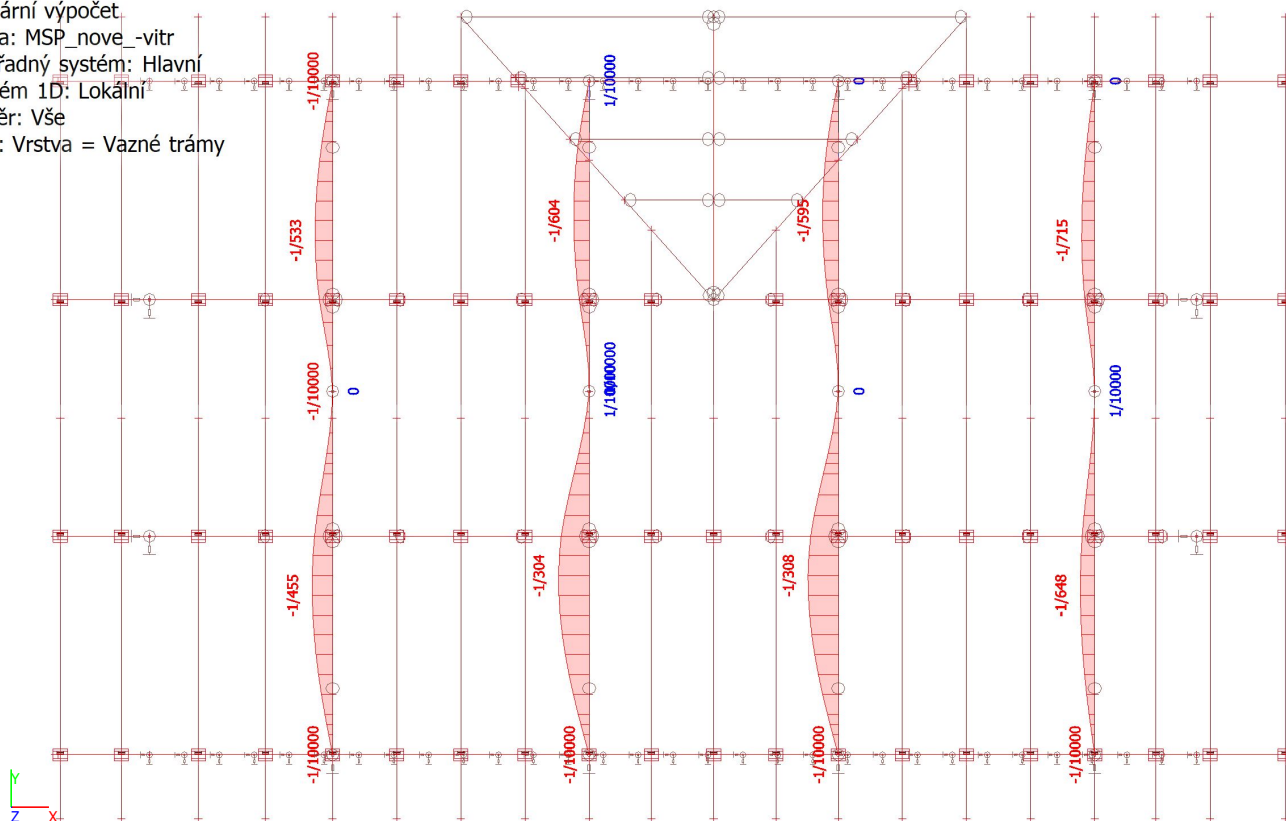 ární výpočet
a: MSP_nove_-vitr
řadný systém: Hlavní
ém 1D: Lokální
ěr: Vše
: Vrstva = Vazné trámy
-1/10000
1/10000
0
0
-1/533
-1/604
-1/595
-1/715
-1/10000
0
0
1/10000
-1/455
-1/304
-1/308
-1/648
-1/10000
-1/10000
-1/10000
-1/10000
Y
Z X